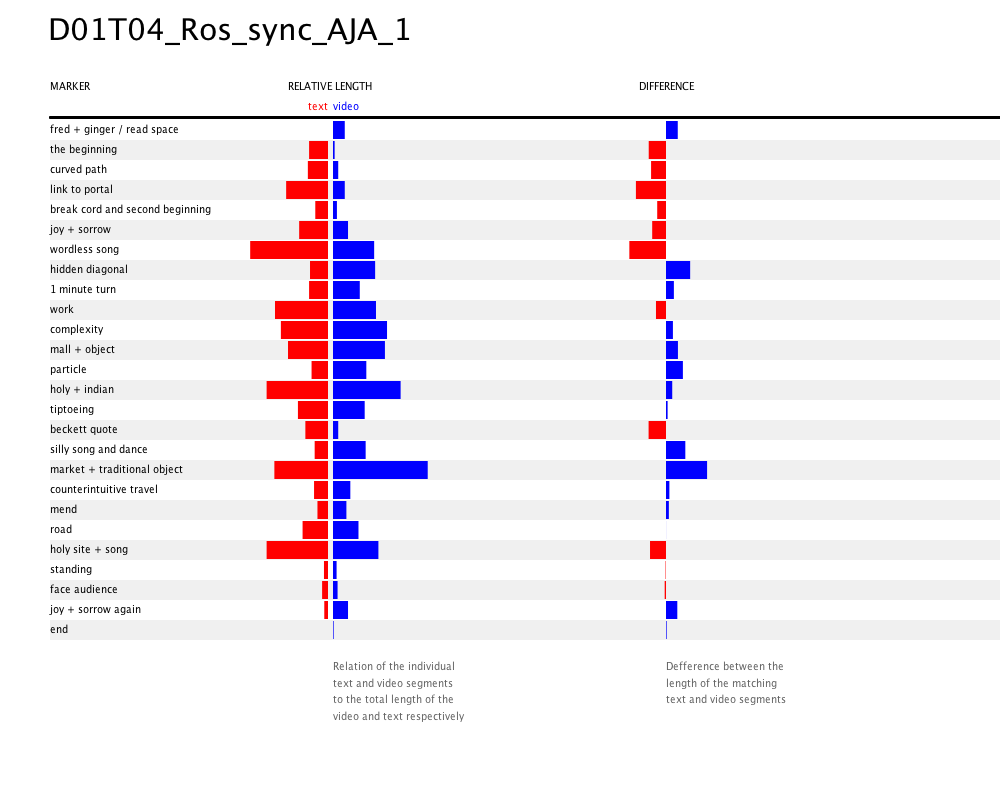 D01T04_Ros_sync_AJA_1
MARKER RELATIVE LENGTH DIFFERENCE
text video
fred + ginger / read space
the beginning
curved path
link to portal
break cord and second beginning
joy + sorrow
wordless song
hidden diagonal
1 minute turn
work
complexity
mall + object
particle
holy + indian
tiptoeing
beckett quote
silly song and dance
market + traditional object
counterintuitive travel
mend
road
holy site + song
standing
face audience
joy + sorrow again
end
Relation of the individual
text and video segments
to the total length of the
video and text respectively
Defference between the
length of the matching
text and video segments